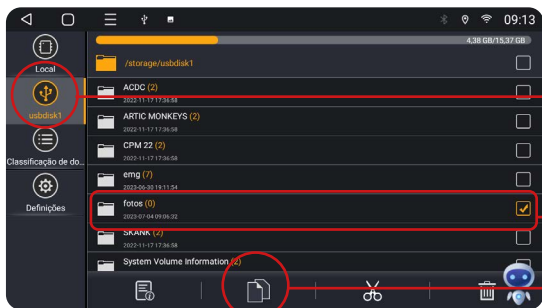 09:13
4,38 GB/15,37 GB
Local
/storage/usbdisk1
usbdisk1
ACDC (2)
2022-11-17 17:36:58
ARTIC MONKEYS (2)
2022-11-17 17:36:58
CPM 22 (2)
2022-11-17 17:36:58
Classificação de do...
emg (7)
2023-06-30 19:11:54
Definições
fotos (0)
2023-07-04 09:06:32
SKANK (2)
2022-11-17 17:36:58
System Volume Information (2)